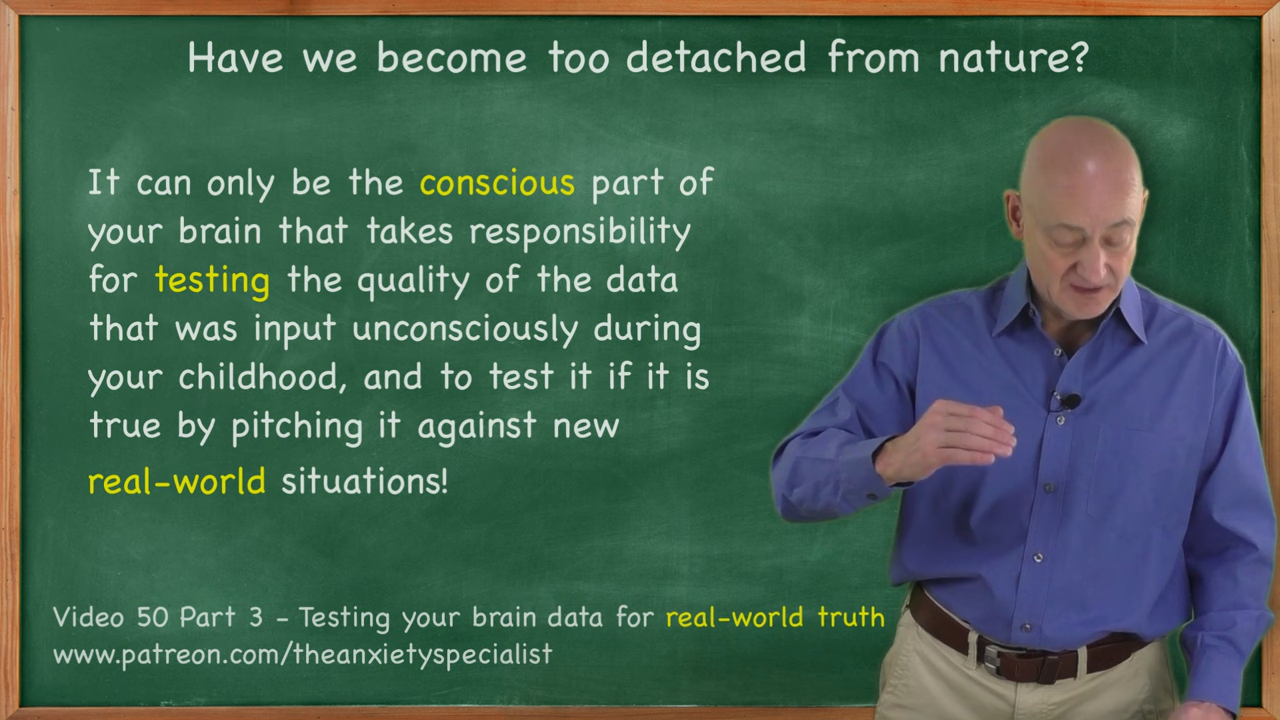 Have we become too detached from nature?
It can only be the conscious part of
your brain that takes responsibility
for testing the quality of the data
that was input unconsciously during
your childhood, and to test it if it is
true by pitching it against new
real-world situations!
Video 50 Part 3 - Testing your brain data for real-world truth
www.patreon.com/theanxietyspecialist